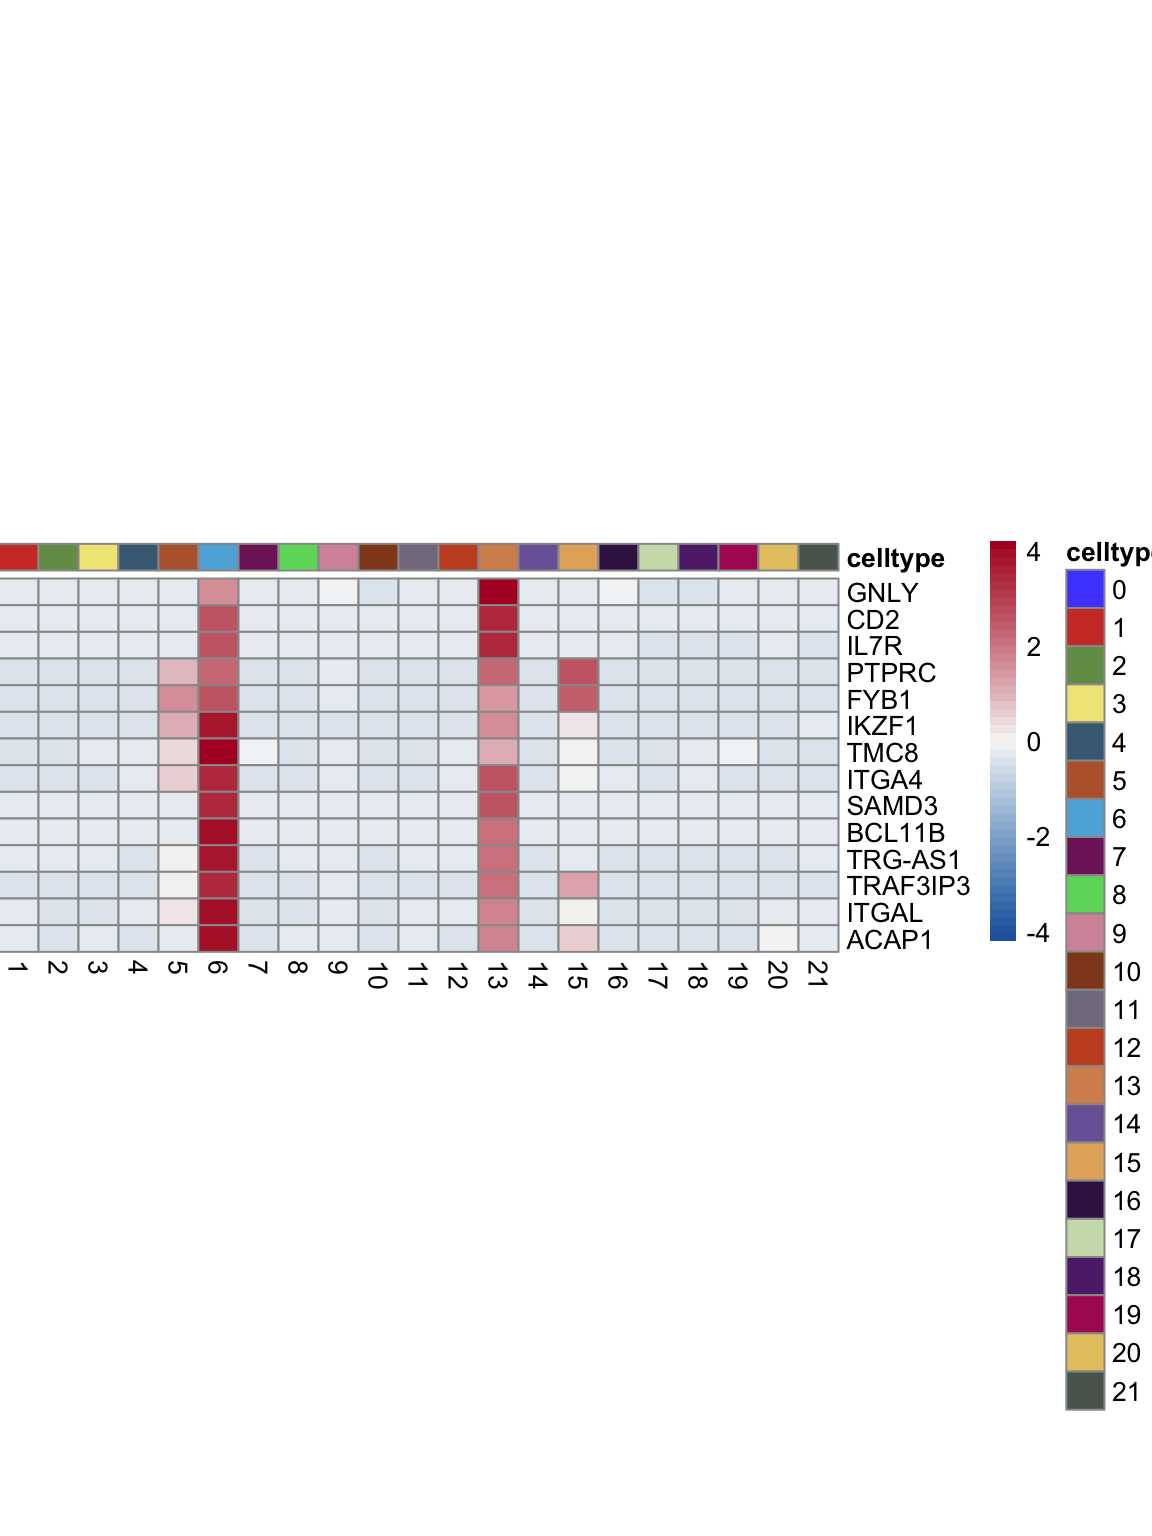 celltype
GNLY
CD2
IL7R
PTPRC
FYB1
IKZF1
TMC8
ITGA4
SAMD3
BCL11B
TRG-AS1
TRAF3IP3
ITGAL
ACAP1
1 2 3 4 5 6 7 8 9 10 11 12 13 14 15 16 17 18 19 20 21
4
2
0
-2
-4
celltyp
0
1
2
3
4
5
6
7
8
9
10
11
12
13
14
15
16
17
18
19
20
21